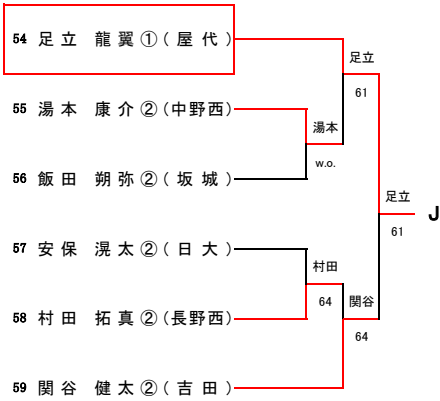 54 足立 龍翼①(屋代)
足立
61
55 湯本 康介②(中野西)
湯本
w.o.
56 飯田 朔弥②(坂城)
足立
J
61
57 安保 滉太②(日大)
村田
64
関谷
58 村田 拓真②(長野西)
64
59 関谷 健太②(吉田)